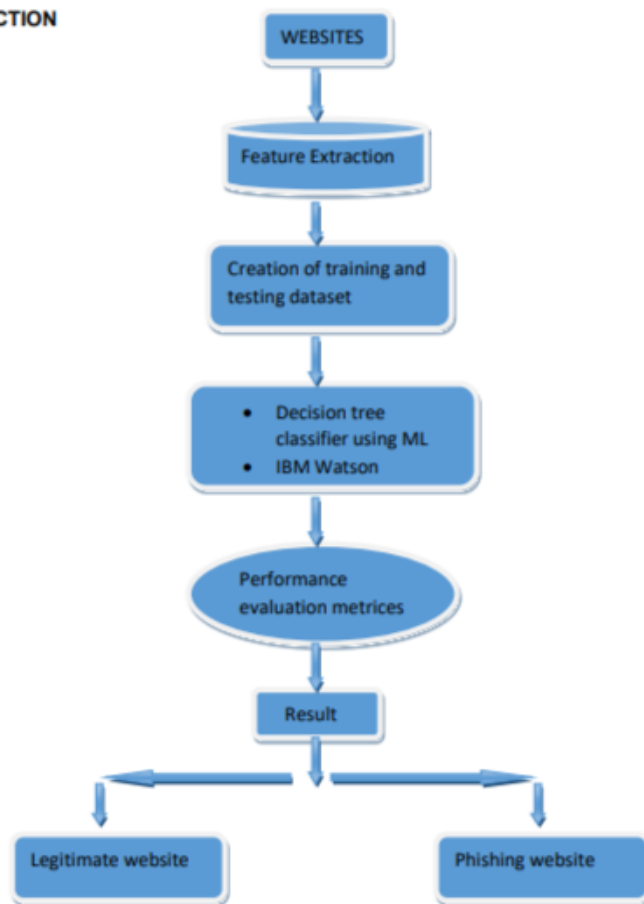 CTION
WEBSITES
Feature Extraction
Creation of training and
testing dataset
• Decision tree
classifier using ML
• IBM Watson
Performance
evaluation metrices
Result
Legitimate website
Phishing website